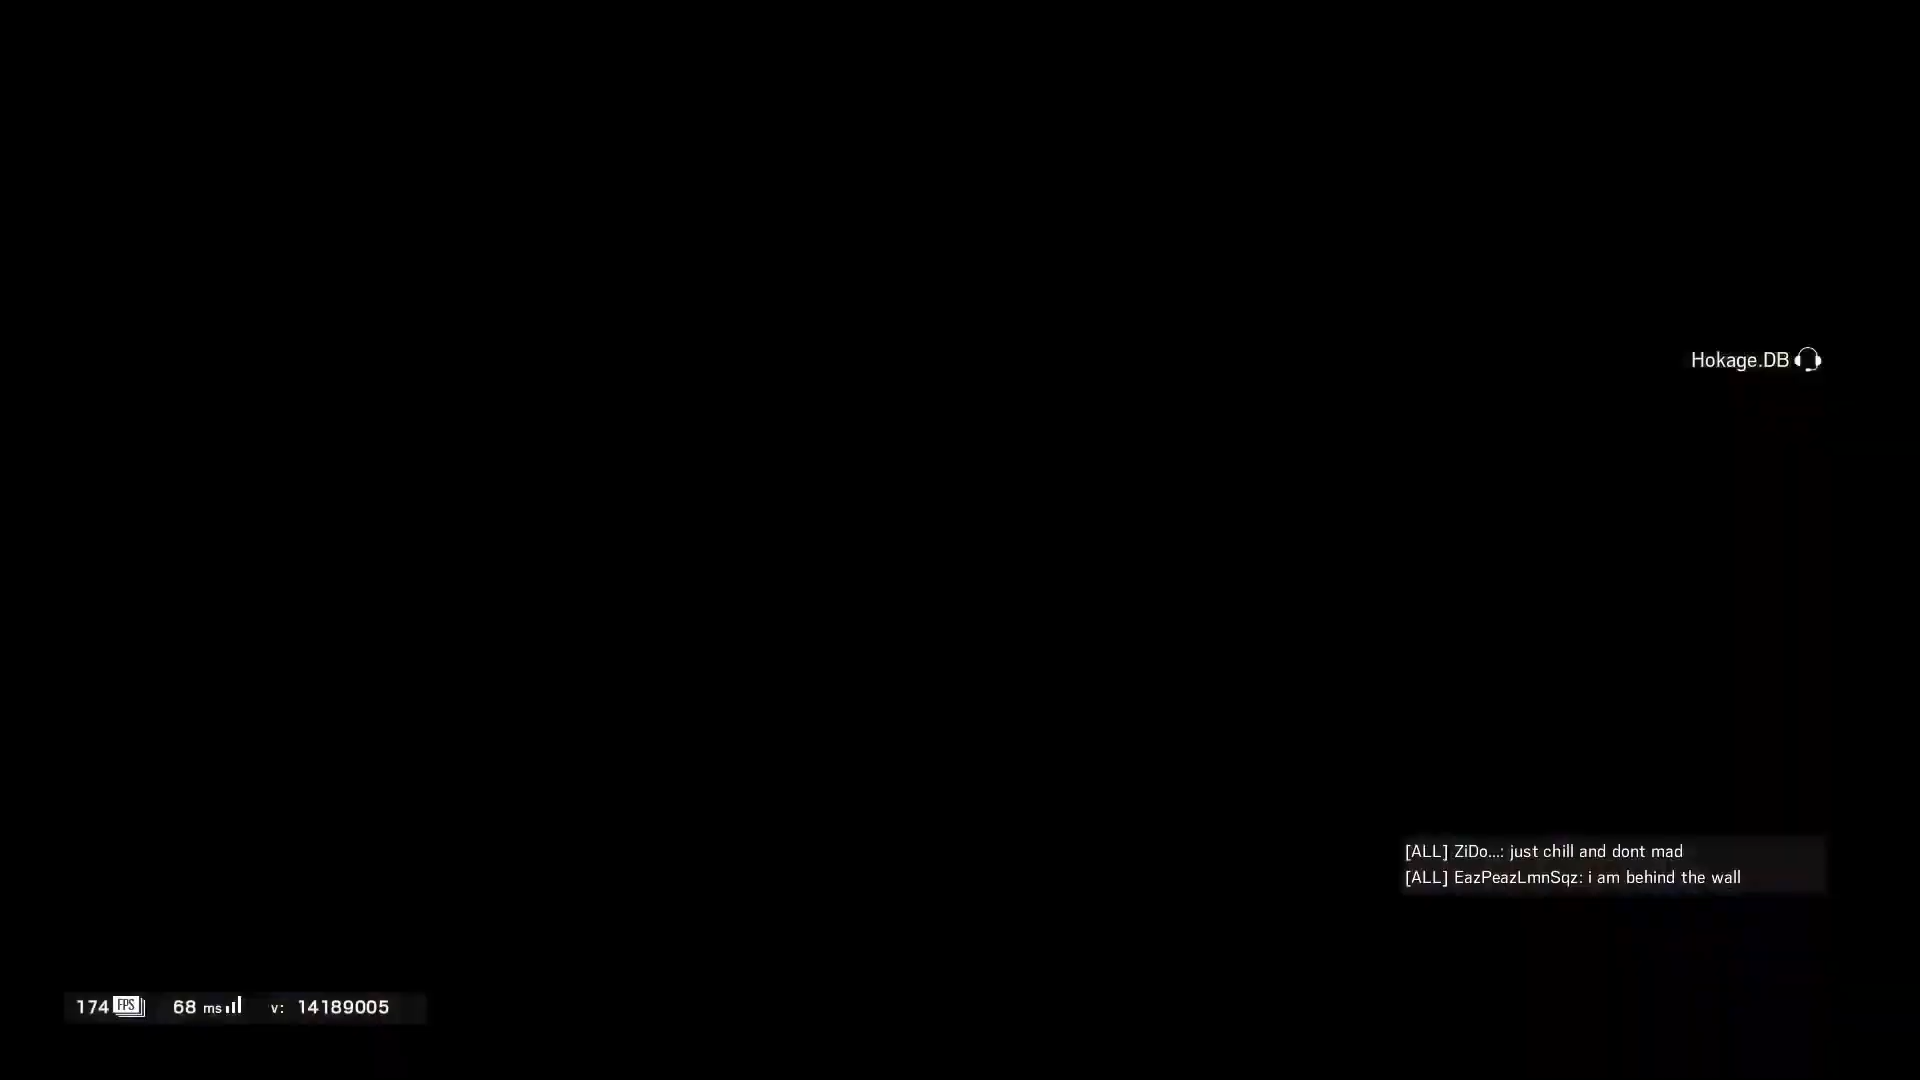 Hokage.DB
[ALL] ZiDo...: just chill and dont mad
[ALL] EazPeazLmnSqz: i am behind the wall
174 FPS 68 ms v: 14189005